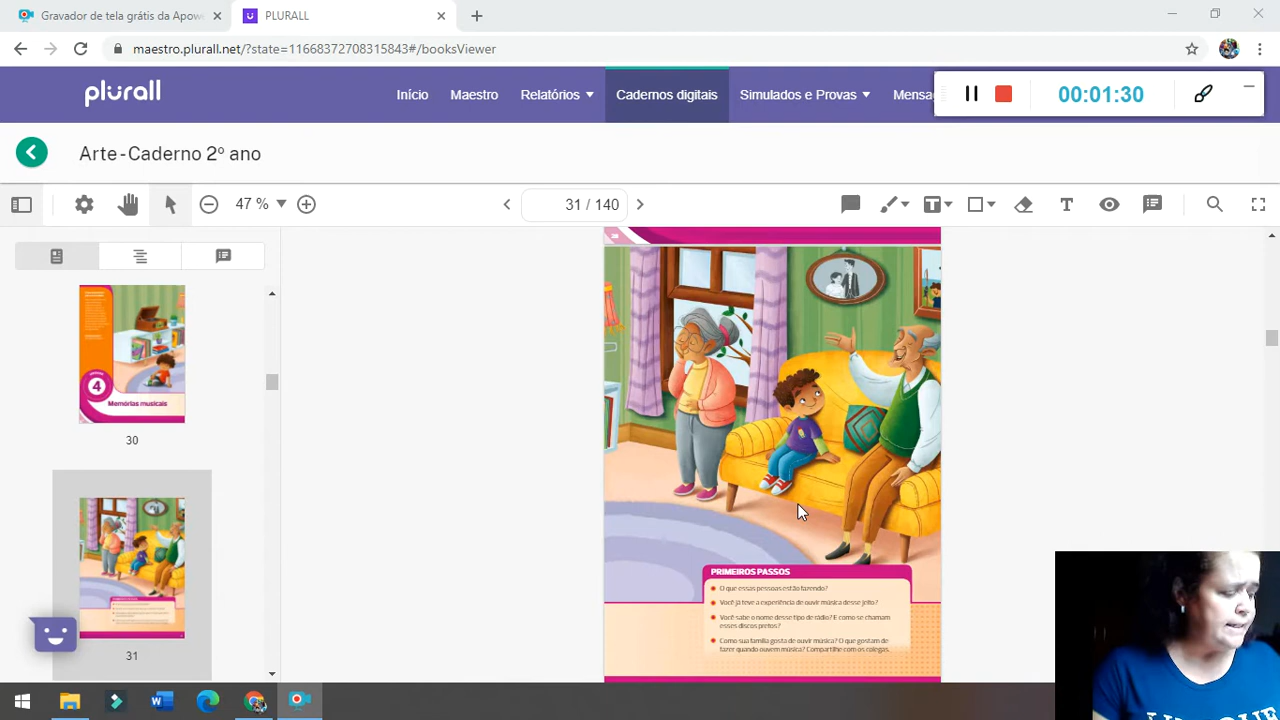 Gravador de tela grátis da Apow
PLURALL
maestro.plurall.net/?state=11668372708315843#/booksViewer
plurall
Início
Maestro
Relatórios
Cadernos digitais
Simulados e Provas
Mensa
00:01:30
Arte - Caderno 2º ano
47 %
31 / 140
4
Memórias musicais
30
31
PRIMEIROS PASSOS
O que essas pessoas estão fazendo?
Você já teve a experiência de ouvir música desse jeito?
Você sabe o nome desse tipo de rádio? E como se chamam
esses discos pretos?
Como sua família gosta de ouvir música? O que gostam de
fazer quando ouvem música? Compartilhe com os colegas.